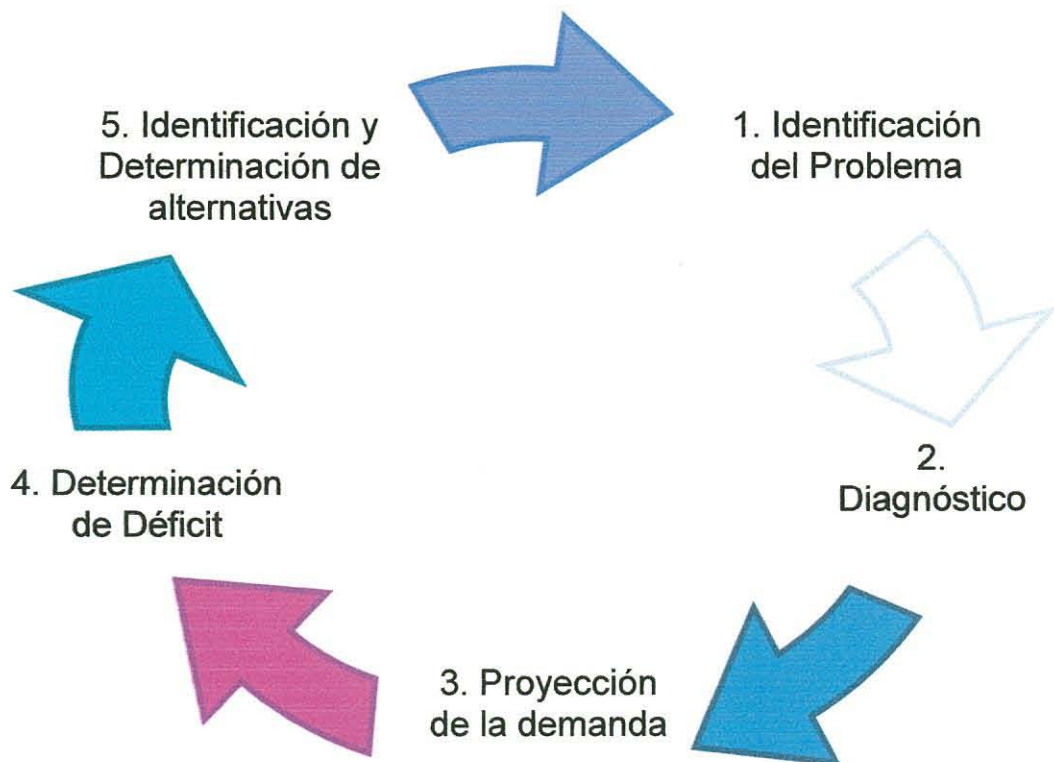 1. Identificación
del Problema
2.
Diagnóstico
3. Proyección
de la demanda
4. Determinación
de Déficit
5. Identificación y
Determinación de
alternativas